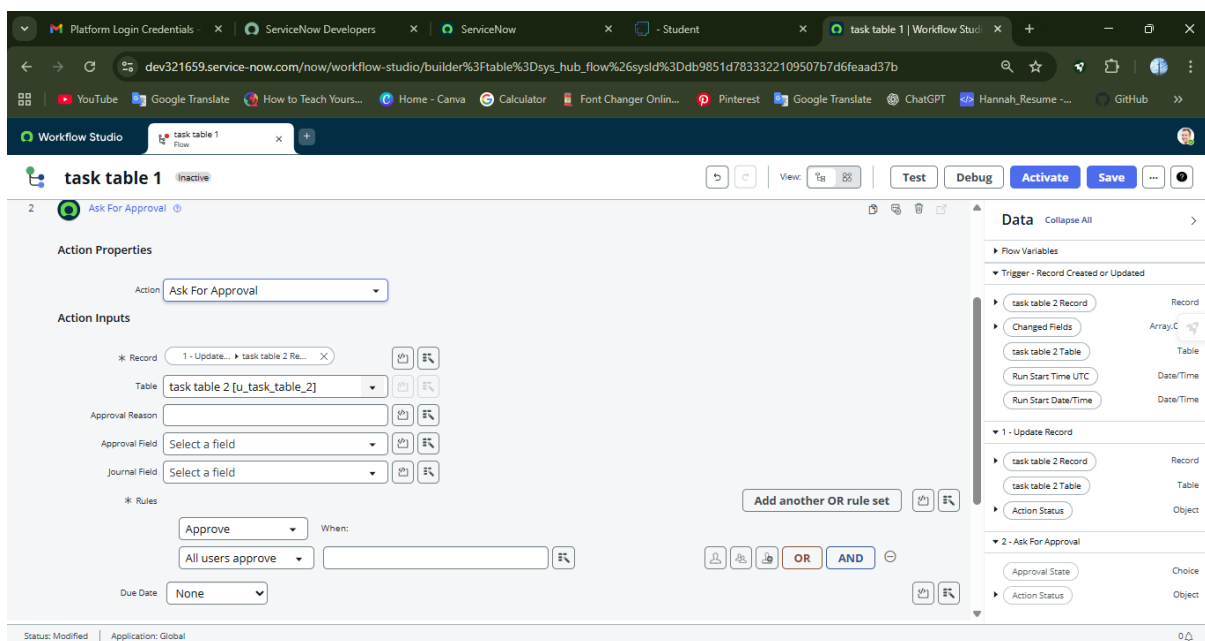 Platform Login Credentials -
ServiceNow Developers
ServiceNow
- Student
task table 1 | Workflow Stud
dev321659.service-now.com/now/workflow-studio/builder%3Ftable%3Dsys_hub_flow%26sysId%3Ddb9851d7833322109507b7d6feaad37b
YouTube
Google Translate
How to Teach Yours...
Home - Canva
Calculator
Font Changer Onlin...
Pinterest
Google Translate
ChatGPT
Hannah_Resume -...
GitHub
»
Workflow Studio
task table 1
Flow
task table 1 Inactive
View:
Test
Debug
Activate
Save
2 Ask For Approval
Action Properties
Action Ask For Approval
Action Inputs
* Record 1 - Update... ▸ task table 2 Re... ×
Table task table 2 [u_task_table_2]
Approval Reason
Approval Field Select a field
Journal Field Select a field
* Rules
Add another OR rule set
Approve When:
All users approve
OR
AND
Due Date None
Data Collapse All
Flow Variables
Trigger - Record Created or Updated
task table 2 Record Record
Changed Fields Array.O
task table 2 Table Table
Run Start Time UTC Date/Time
Run Start Date/Time Date/Time
1 - Update Record
task table 2 Record Record
task table 2 Table Table
Action Status Object
2 - Ask For Approval
Approval State Choice
Action Status Object
Status: Modified | Application: Global
0